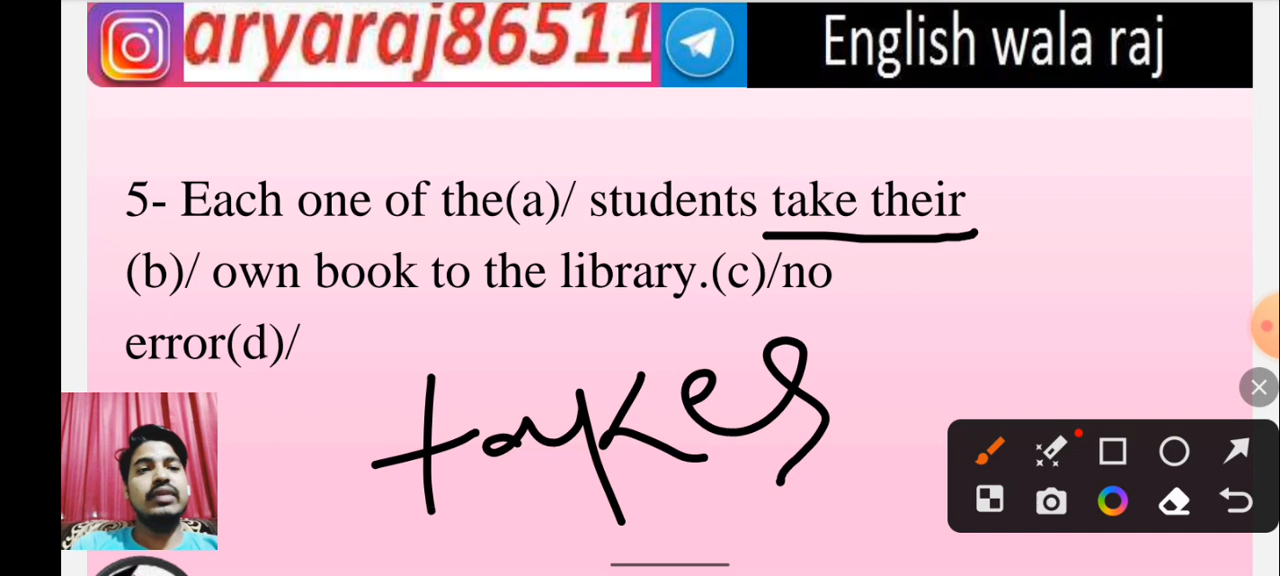 aryaraj86511 English wala raj
5- Each one of the(a)/ students take their
(b)/ own book to the library.(c)/no
error(d)/
takes